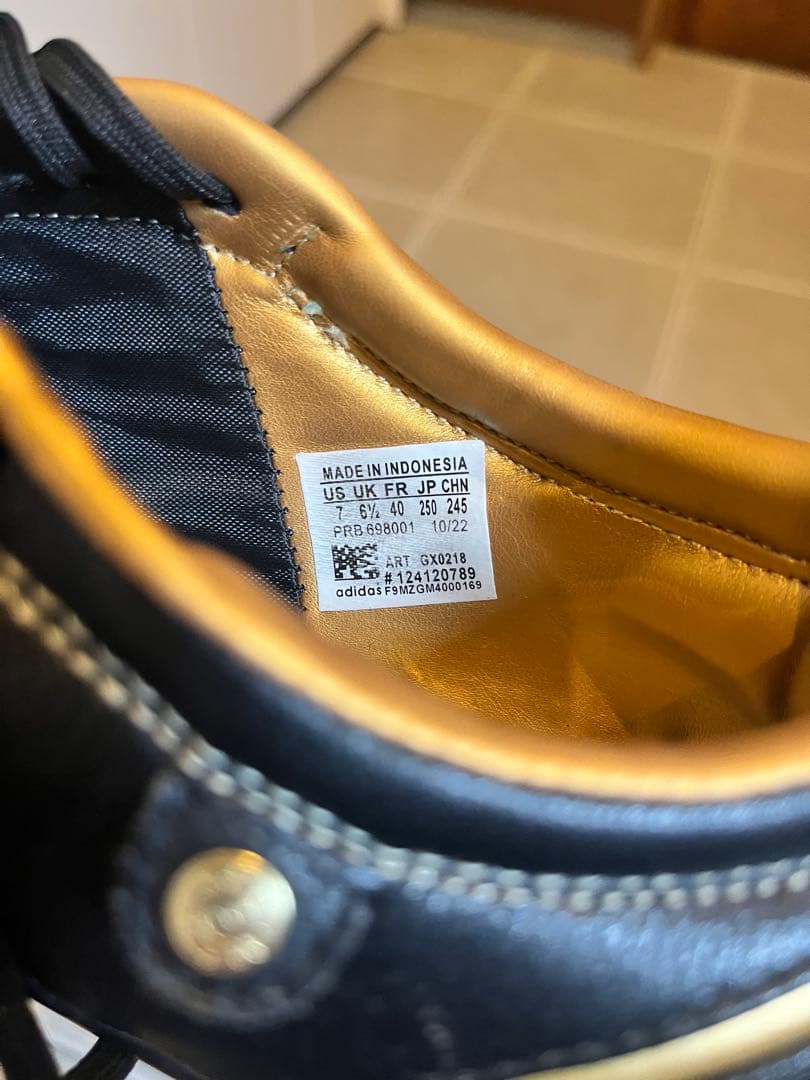 MADE IN INDONESIA
US UK FR JP CHN
7 6½ 40 250 245
PRB 698001 10/22
ART GX0218
#124120789
adidas F9MZGM4000169